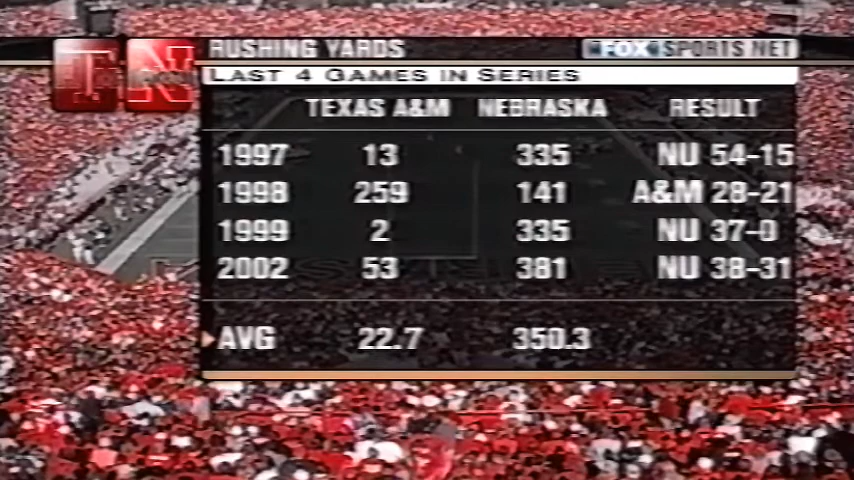 RUSHING YARDS FOX SPORTS NET
LAST 4 GAMES IN SERIES
TEXAS A&M NEBRASKA RESULT
1997 13 335 NU 54-15
1998 259 141 A&M 28-21
1999 2 335 NU 37-0
2002 53 381 NU 38-31
AVG 22.7 350.3